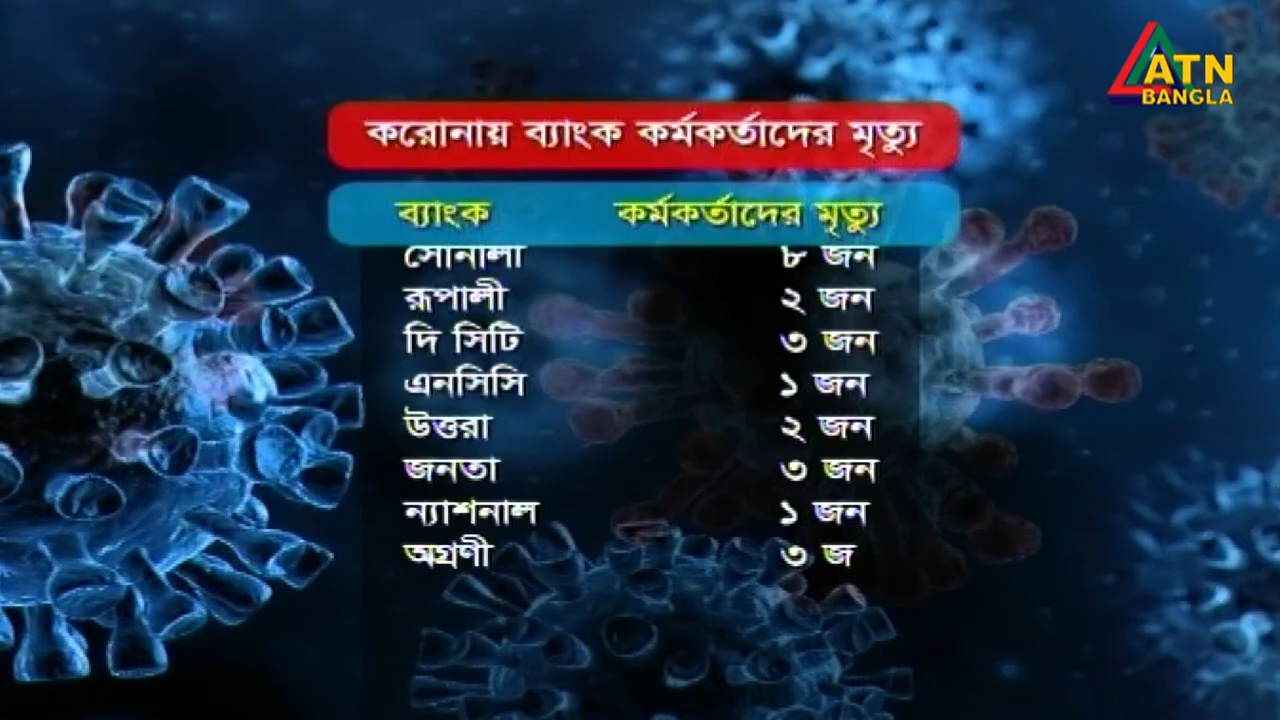 ATN
BANGLA
করোনায় ব্যাংক কর্মকর্তাদের মৃত্যু
ব্যাংক কর্মকর্তাদের মৃত্যু
সোনালী ৮ জন
রূপালী ২ জন
দি সিটি ৩ জন
এনসিসি ১ জন
উত্তরা ২ জন
জনতা ৩ জন
ন্যাশনাল ১ জন
অগ্রণী ৩ জ